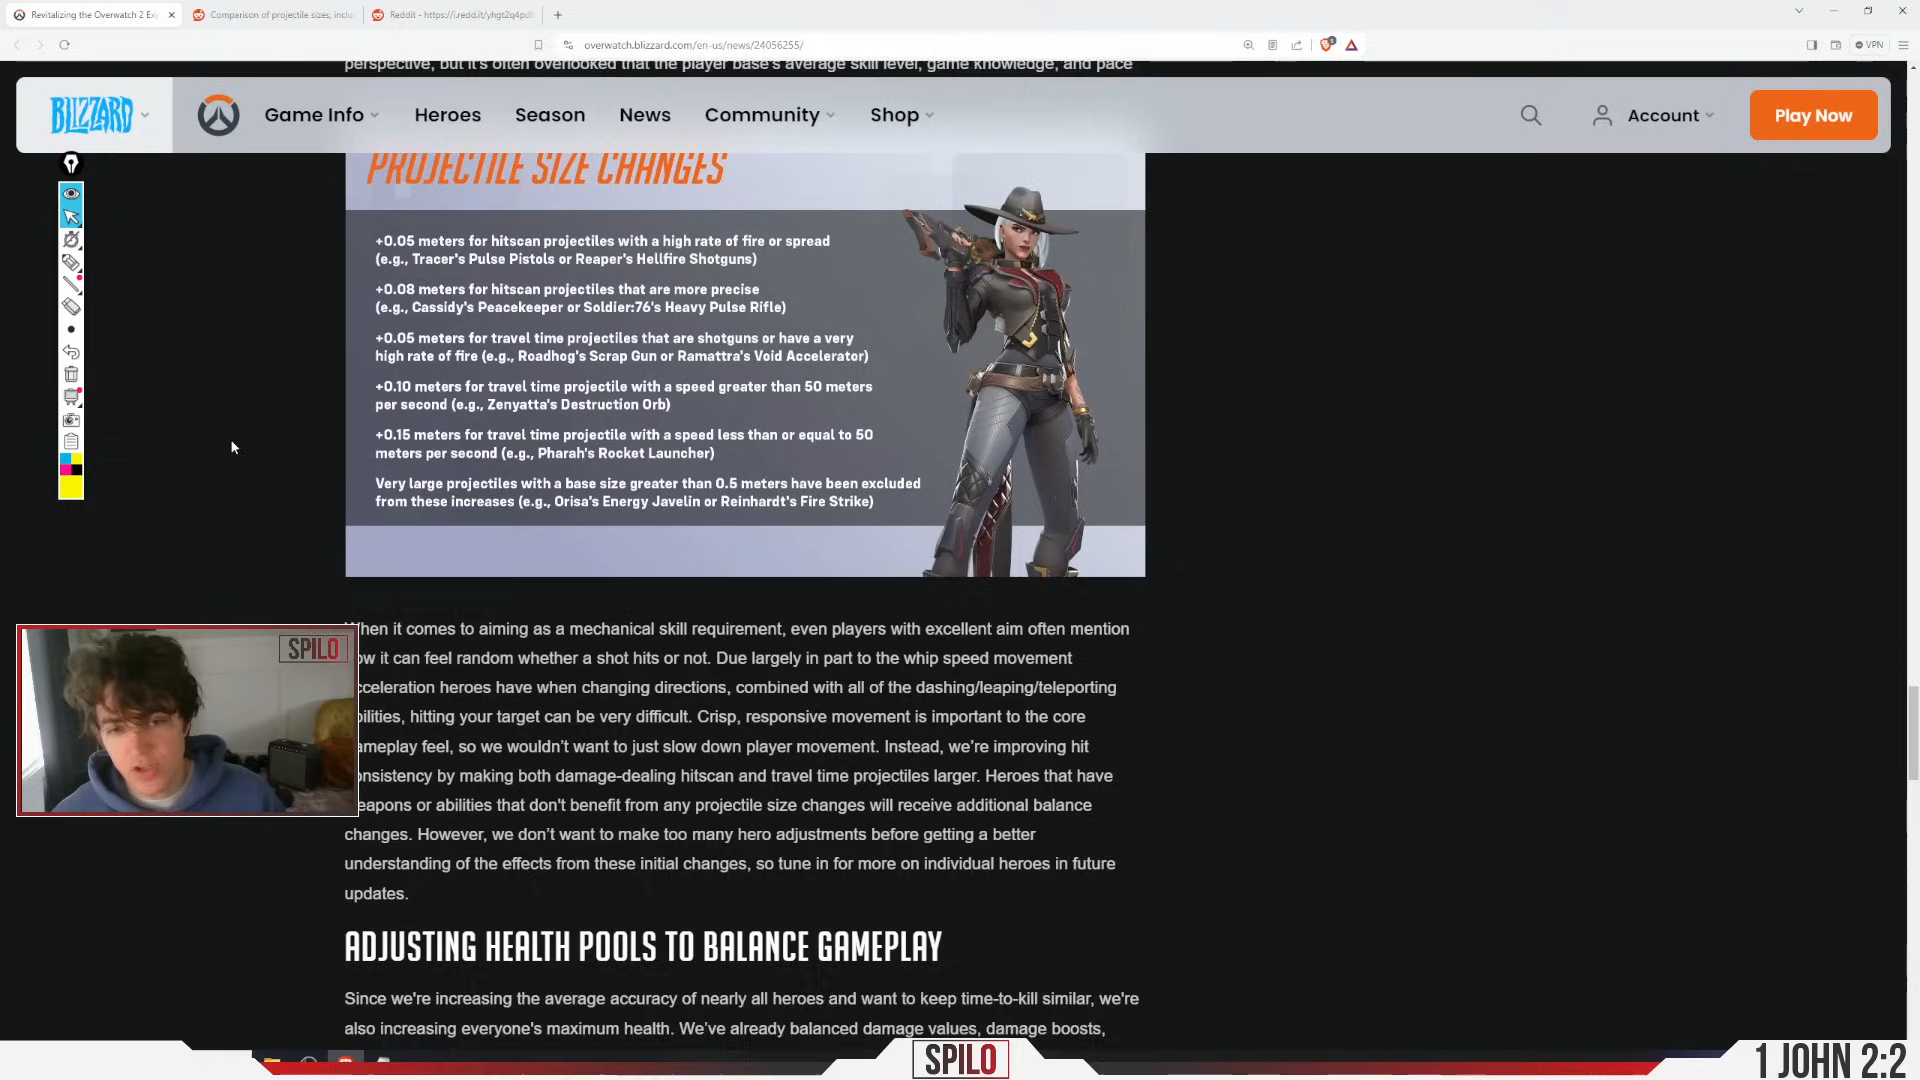 Revitalizing the Overwatch 2 Ex
Comparison of projectile sizes, inclu
Reddit - https://i.redd.it/yhgt2q4pdl
overwatch.blizzard.com/en-us/news/24056255/
VPN
perspective, but it's often overlooked that the player base's average skill level, game knowledge, and pace
BLIZZARD
Game Info
Heroes
Season
News
Community
Shop
Account
Play Now
PROJECTILE SIZE CHANGES
+0.05 meters for hitscan projectiles with a high rate of fire or spread
(e.g., Tracer's Pulse Pistols or Reaper's Hellfire Shotguns)
+0.08 meters for hitscan projectiles that are more precise
(e.g., Cassidy's Peacekeeper or Soldier:76's Heavy Pulse Rifle)
+0.05 meters for travel time projectiles that are shotguns or have a very
high rate of fire (e.g., Roadhog's Scrap Gun or Ramattra's Void Accelerator)
+0.10 meters for travel time projectile with a speed greater than 50 meters
per second (e.g., Zenyatta's Destruction Orb)
+0.15 meters for travel time projectile with a speed less than or equal to 50
meters per second (e.g., Pharah's Rocket Launcher)
Very large projectiles with a base size greater than 0.5 meters have been excluded
from these increases (e.g., Orisa's Energy Javelin or Reinhardt's Fire Strike)
When it comes to aiming as a mechanical skill requirement, even players with excellent aim often mention
ow it can feel random whether a shot hits or not. Due largely in part to the whip speed movement
cceleration heroes have when changing directions, combined with all of the dashing/leaping/teleporting
bilities, hitting your target can be very difficult. Crisp, responsive movement is important to the core
ameplay feel, so we wouldn't want to just slow down player movement. Instead, we're improving hit
onsistency by making both damage-dealing hitscan and travel time projectiles larger. Heroes that have
eapons or abilities that don't benefit from any projectile size changes will receive additional balance
changes. However, we don't want to make too many hero adjustments before getting a better
understanding of the effects from these initial changes, so tune in for more on individual heroes in future
updates.
SPILO
ADJUSTING HEALTH POOLS TO BALANCE GAMEPLAY
Since we're increasing the average accuracy of nearly all heroes and want to keep time-to-kill similar, we're
also increasing everyone's maximum health. We've already balanced damage values, damage boosts,
SPILO
1 JOHN 2:2